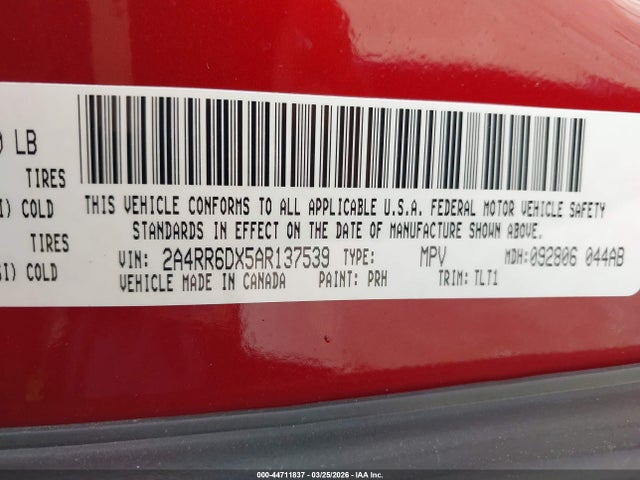 LB
TIRES
COLD
TIRES
SI) COLD
THIS VEHICLE CONFORMS TO ALL APPLICABLE U.S.A. FEDERAL MOTOR VEHICLE SAFETY
STANDARDS IN EFFECT ON THE DATE OF MANUFACTURE SHOWN ABOVE.
VIN: 2A4RR6DX5AR137539 TYPE: MPV MDH:092806 044AB
VEHICLE MADE IN CANADA PAINT: PRH TRIM: TLT1
000-44711837 | 03/25/2026 | IAA Inc.